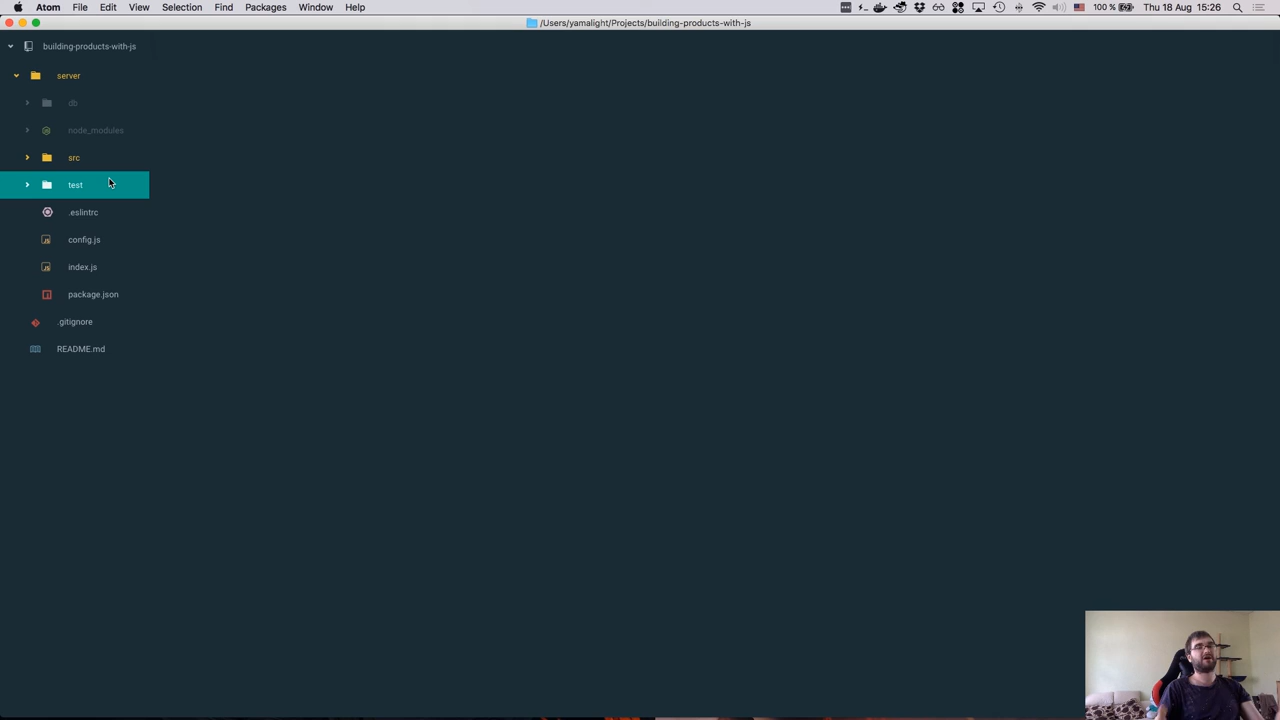 Atom File Edit View Selection Find Packages Window Help 100 % Thu 18 Aug 15:26
/Users/yamalight/Projects/building-products-with-js
building-products-with-js
server
db
node_modules
src
test
.eslintrc
config.js
index.js
package.json
.gitignore
README.md